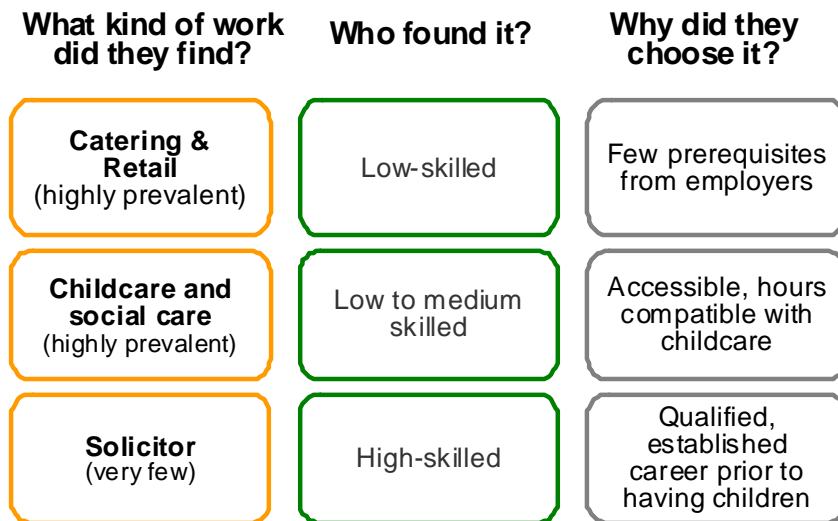 What kind of work
did they find?
Who found it?
Why did they
choose it?
Catering &
Retail
(highly prevalent)
Low-skilled
Few prerequisites
from employers
Childcare and
social care
(highly prevalent)
Low to medium
skilled
Accessible, hours
compatible with
childcare
Solicitor
(very few)
High-skilled
Qualified,
established
career prior to
having children